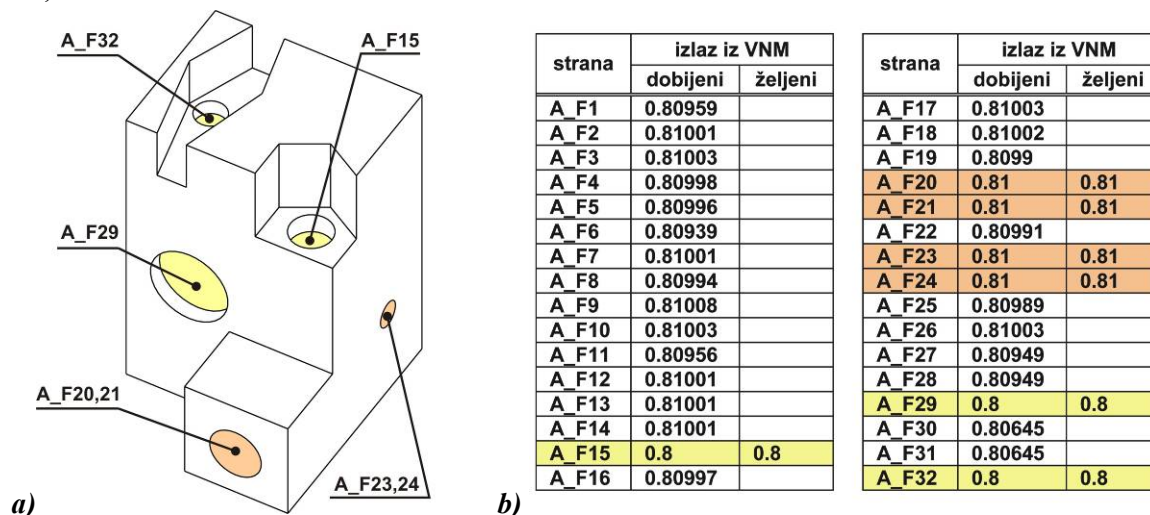 A_F32
A_F15
A_F29
A_F20,21
A_F23,24
a)
strana izlaz iz VNM
dobijeni željeni
A_F1 0.80959
A_F2 0.81001
A_F3 0.81003
A_F4 0.80998
A_F5 0.80996
A_F6 0.80939
A_F7 0.81001
A_F8 0.80994
A_F9 0.81008
A_F10 0.81003
A_F11 0.80956
A_F12 0.81001
A_F13 0.81001
A_F14 0.81001
A_F15 0.8 0.8
A_F16 0.80997
strana izlaz iz VNM
dobijeni željeni
A_F17 0.81003
A_F18 0.81002
A_F19 0.8099
A_F20 0.81 0.81
A_F21 0.81 0.81
A_F22 0.80991
A_F23 0.81 0.81
A_F24 0.81 0.81
A_F25 0.80989
A_F26 0.81003
A_F27 0.80949
A_F28 0.80949
A_F29 0.8 0.8
A_F30 0.80645
A_F31 0.80645
A_F32 0.8 0.8
b)